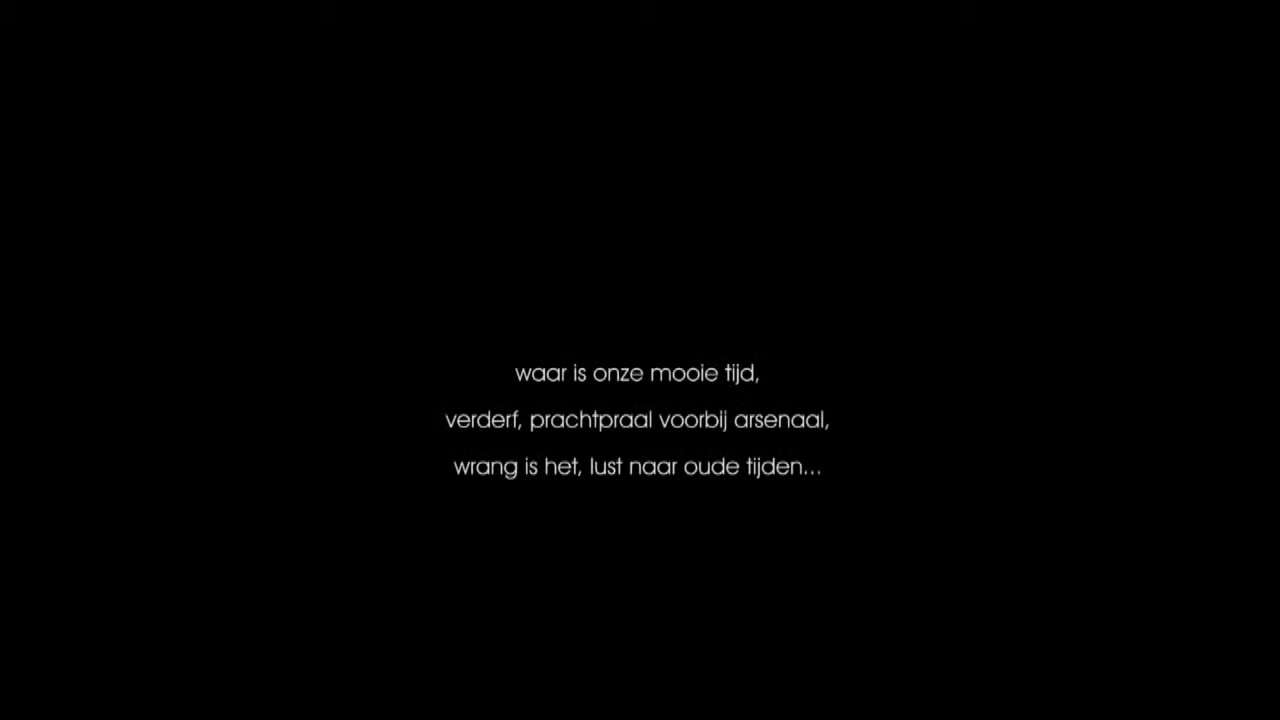 waar is onze mooie tijd,
verderf, prachtpraal voorbij arsenaal,
wrang is het, lust naar oude tijden...